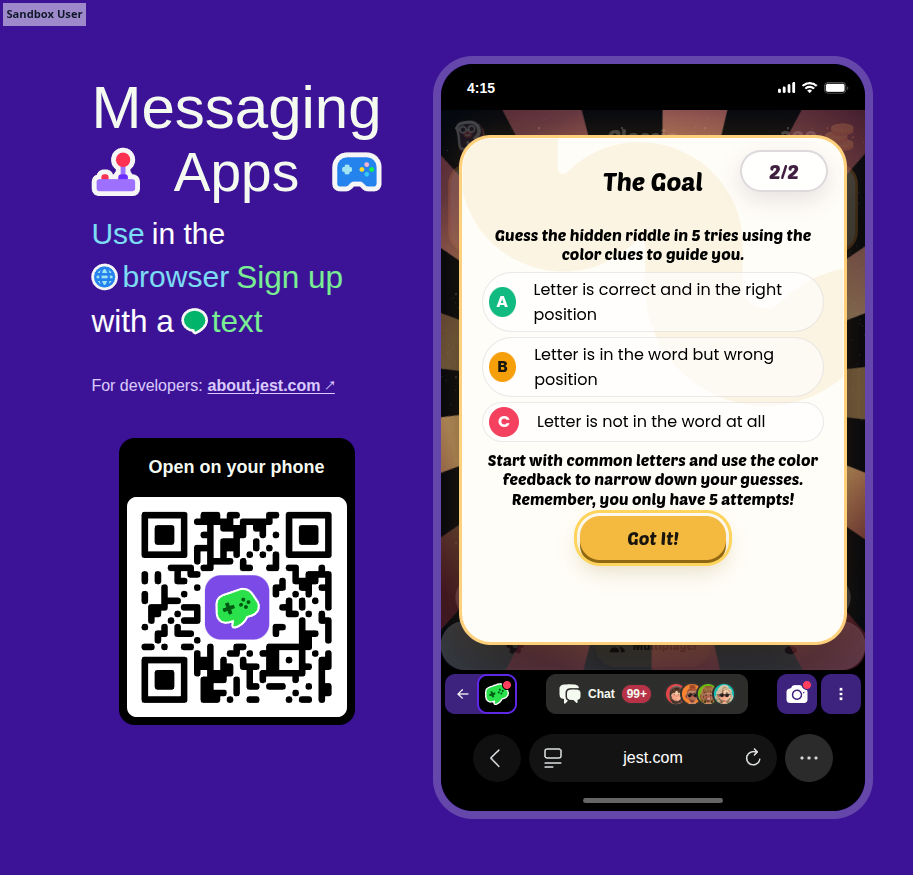 Sandbox User
Messaging
Apps
Use in the
browser Sign up
with a text
For developers: about.jest.com ↗
Open on your phone
4:15
Classic
The Goal
2/2
Guess the hidden riddle in 5 tries using the
color clues to guide you.
A Letter is correct and in the right
position
B Letter is in the word but wrong
position
C Letter is not in the word at all
Start with common letters and use the color
feedback to narrow down your guesses.
Remember, you only have 5 attempts!
Got It!
Multiplayer
Chat 99+
jest.com